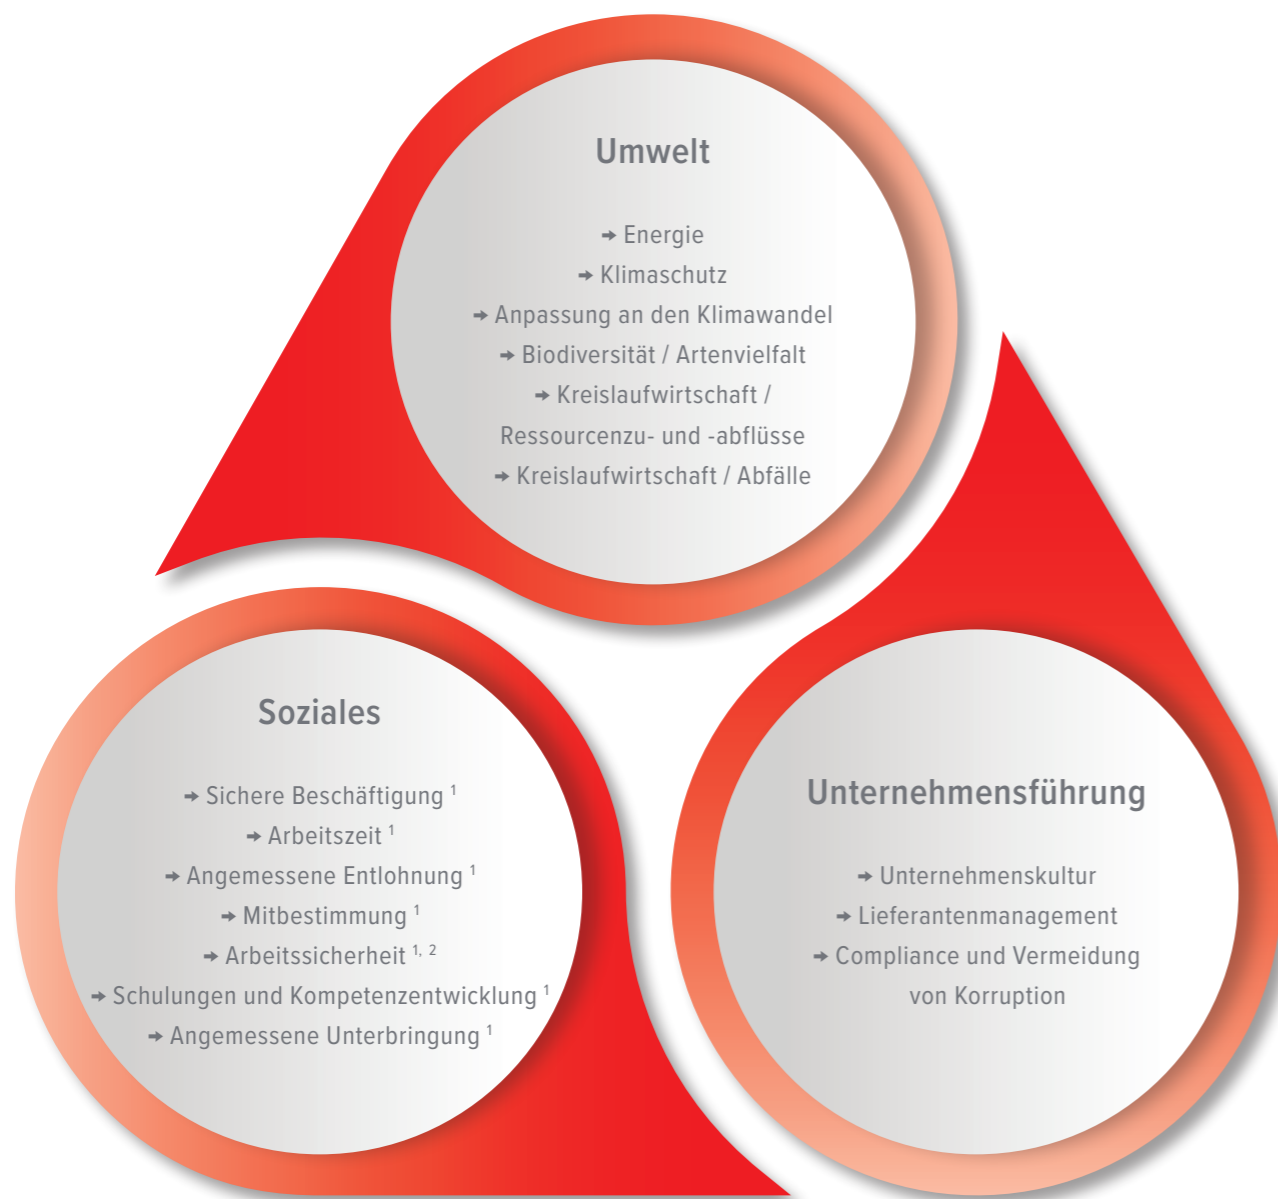 Umwelt
➞ Energie
➞ Klimaschutz
➞ Anpassung an den Klimawandel
➞ Biodiversität / Artenvielfalt
➞ Kreislaufwirtschaft /
Ressourcenzu- und -abflüsse
➞ Kreislaufwirtschaft / Abfälle
Soziales
➞ Sichere Beschäftigung ¹
➞ Arbeitszeit ¹
➞ Angemessene Entlohnung ¹
➞ Mitbestimmung ¹
➞ Arbeitssicherheit ¹, ²
➞ Schulungen und Kompetenzentwicklung ¹
➞ Angemessene Unterbringung ¹
Unternehmensführung
➞ Unternehmenskultur
➞ Lieferantenmanagement
➞ Compliance und Vermeidung
von Korruption